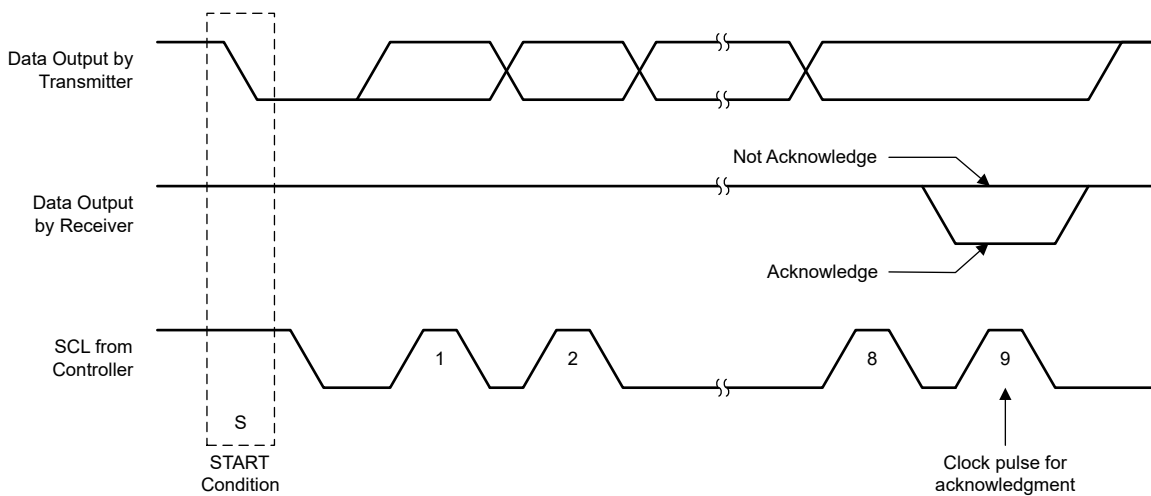 Data Output by
Transmitter
Not Acknowledge
Data Output
by Receiver
Acknowledge
SCL from
Controller
1
2
8
9
S
START
Condition
Clock pulse for
acknowledgment